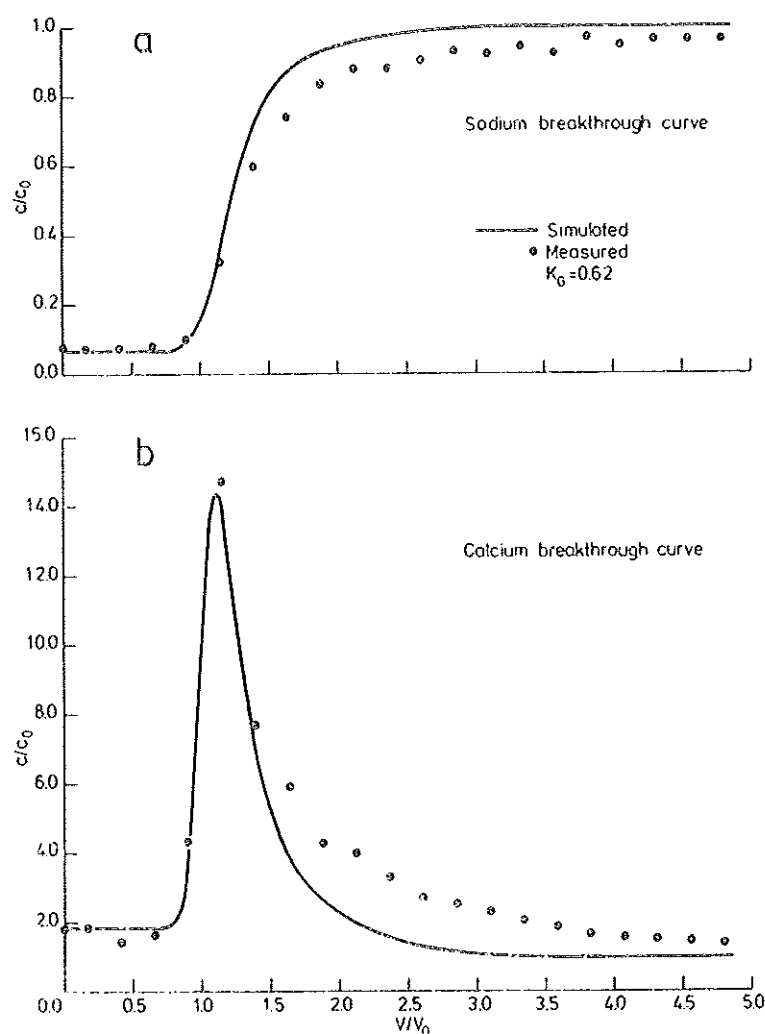 a
1.0
0.8
0.6
0.4
0.2
0.0
c/c0
Sodium breakthrough curve
Simulated
Measured
KG=0.62
b
15.0
14.0
12.0
10.0
8.0
6.0
4.0
2.0
0.0
c/c0
Calcium breakthrough curve
0.0 0.5 1.0 1.5 2.0 2.5 3.0 3.5 4.0 4.5 5.0
V/V0